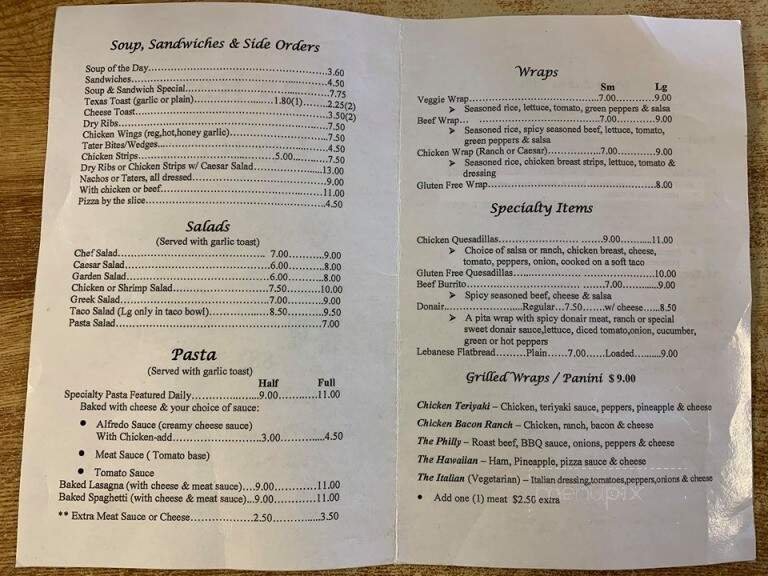 Soup, Sandwiches & Side Orders
Soup of the Day.....3.60
Sandwiches.....4.50
Soup & Sandwich Special.....7.75
Texas Toast (garlic or plain).....1.80(1).....2.25(2)
Cheese Toast.....3.50(2)
Dry Ribs.....7.50
Chicken Wings (reg,hot,honey garlic).....7.50
Tater Bites/Wedges.....4.50
Chicken Strips.....5.00.....7.50
Dry Ribs or Chicken Strips w/ Caesar Salad.....13.00
Nachos or Taters, all dressed.....9.00
With chicken or beef.....11.00
Pizza by the slice.....4.50
Salads
(Served with garlic toast)
Chef Salad.....7.00.....9.00
Caesar Salad.....6.00.....8.00
Garden Salad.....6.00.....8.00
Chicken or Shrimp Salad.....7.50.....10.00
Greek Salad.....7.00.....9.00
Taco Salad (Lg only in taco bowl).....8.50.....9.50
Pasta Salad.....7.00
Pasta
(Served with garlic toast)
Half Full
Specialty Pasta Featured Daily.....9.00.....11.00
Baked with cheese & your choice of sauce:
• Alfredo Sauce (creamy cheese sauce)
With Chicken-add.....3.00.....4.50
• Meat Sauce ( Tomato base)
• Tomato Sauce
Baked Lasagna (with cheese & meat sauce)....9.00.....11.00
Baked Spaghetti (with cheese & meat sauce)...9.00.....11.00
** Extra Meat Sauce or Cheese.....2.50.....3.50
Wraps
Sm Lg
Veggie Wrap.....7.00.....9.00
➤ Seasoned rice, lettuce, tomato, green peppers & salsa
Beef Wrap... .....7.00.....9.00
➤ Seasoned rice, spicy seasoned beef, lettuce, tomato,
green peppers & salsa
Chicken Wrap (Ranch or Caesar).....7.00.....9.00
➤ Seasoned rice, chicken breast strips, lettuce, tomato &
dressing
Gluten Free Wrap.....8.00
Specialty Items
Chicken Quesadillas.....9.00.....11.00
➤ Choice of salsa or ranch, chicken breast, cheese,
tomato, peppers, onion, cooked on a soft taco
Gluten Free Quesadillas.....10.00
Beef Burrito.....7.00.....9.00
➤ Spicy seasoned beef, cheese & salsa
Donair.....Regular...7.50.....w/ cheese....8.50
➤ A pita wrap with spicy donair meat, ranch or special
sweet donair sauce,lettuce, diced tomato,onion, cucumber,
green or hot peppers
Lebanese Flatbread.....Plain.....7.00.....Loaded.....9.00
Grilled Wraps / Panini $ 9.00
Chicken Teriyaki – Chicken, teriyaki sauce, peppers, pineapple & cheese
Chicken Bacon Ranch – Chicken, ranch, bacon & cheese
The Philly – Roast beef, BBQ sauce, onions, peppers & cheese
The Hawaiian – Ham, Pineapple, pizza sauce & cheese
The Italian (Vegetarian) – Italian dressing,tomatoes,peppers,onions & cheese
• Add one (1) meat $2.50 extra
menupix